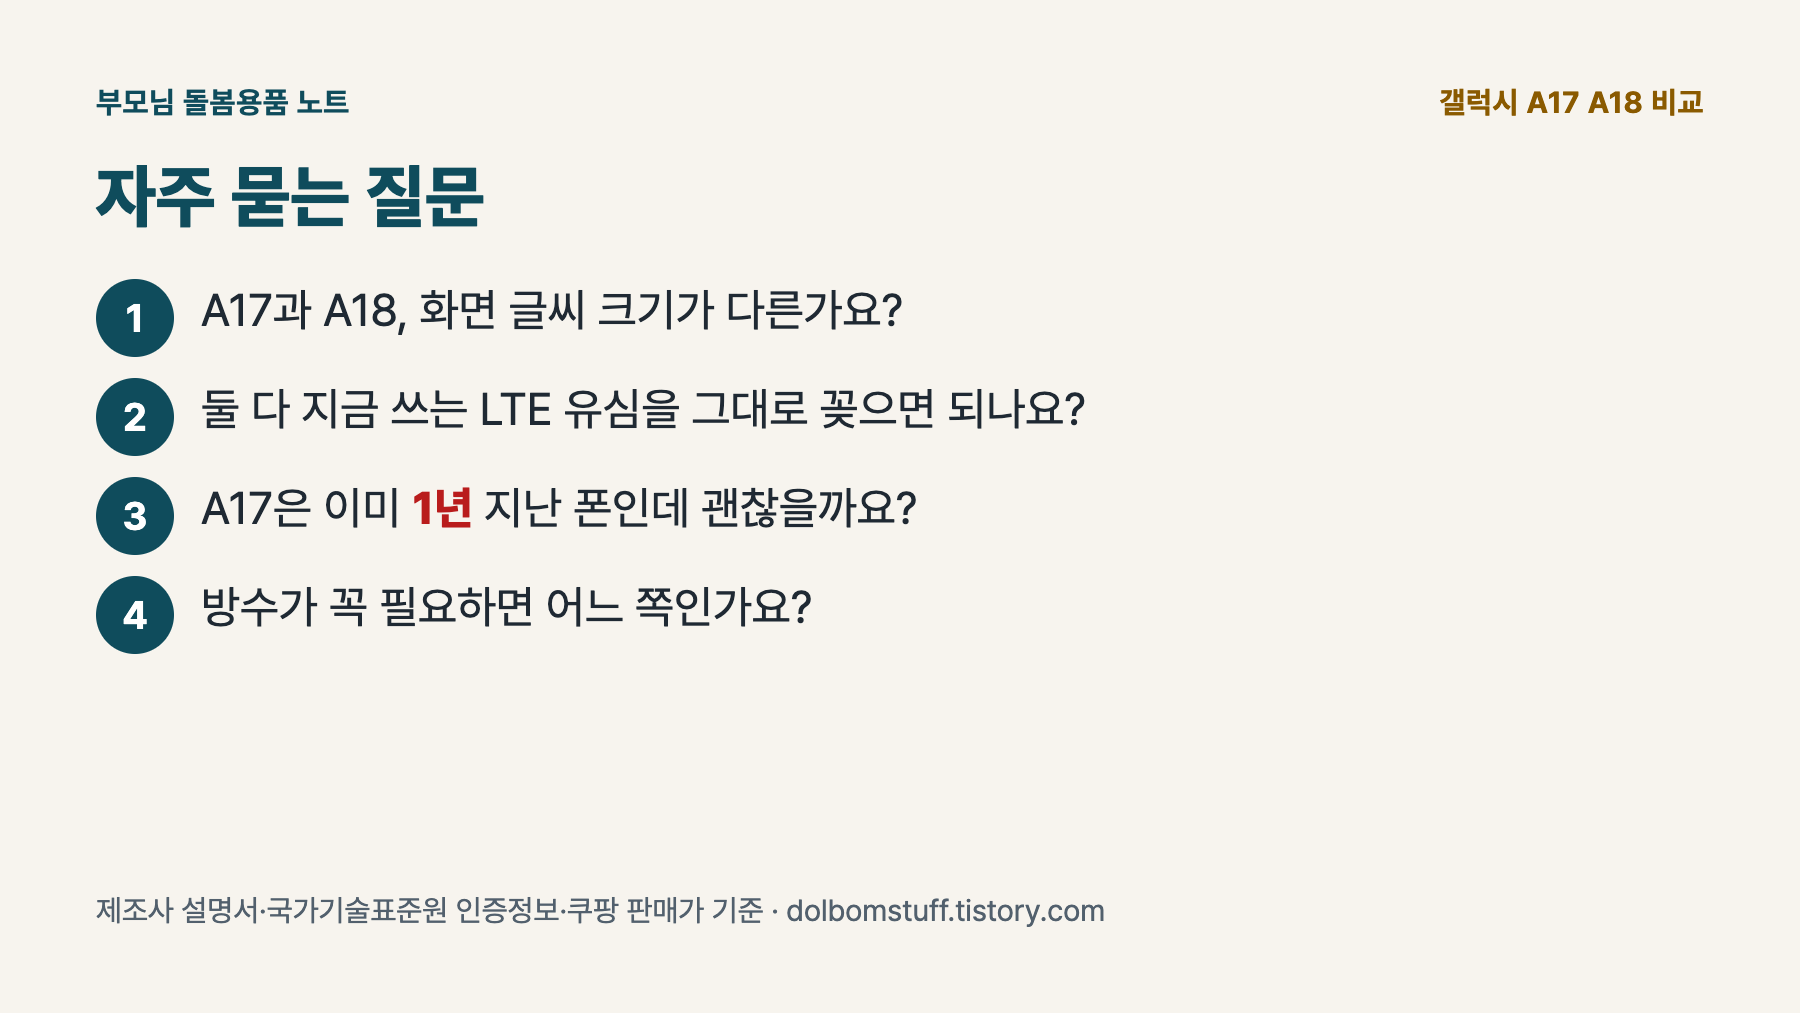 부모님 돌봄용품 노트
갤럭시 A17 A18 비교
자주 묻는 질문
1 A17과 A18, 화면 글씨 크기가 다른가요?
2 둘 다 지금 쓰는 LTE 유심을 그대로 꽂으면 되나요?
3 A17은 이미 1년 지난 폰인데 괜찮을까요?
4 방수가 꼭 필요하면 어느 쪽인가요?
제조사 설명서·국가기술표준원 인증정보·쿠팡 판매가 기준 · dolbomstuff.tistory.com